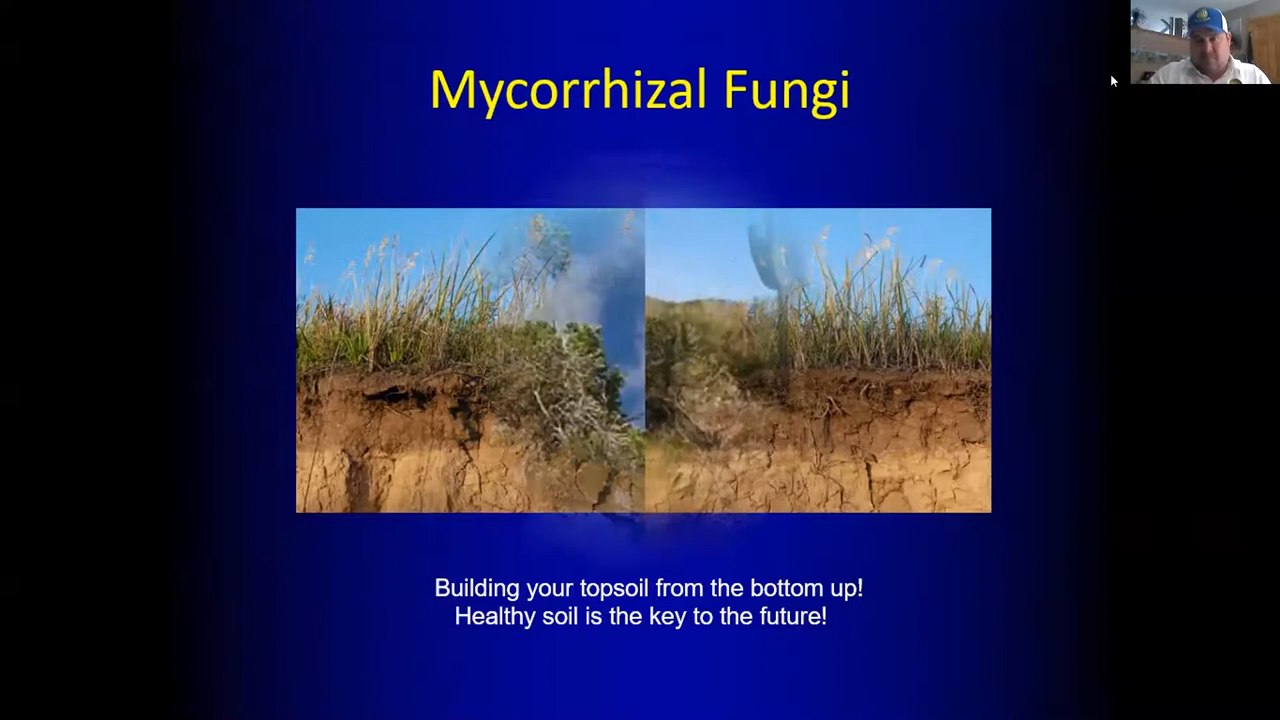 Mycorrhizal Fungi
Building your topsoil from the bottom up!
Healthy soil is the key to the future!